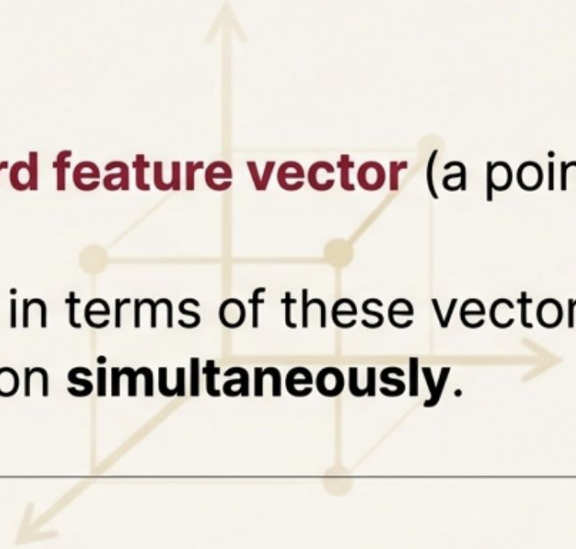 rd feature vector (a poin
in terms of these vector
on simultaneously.